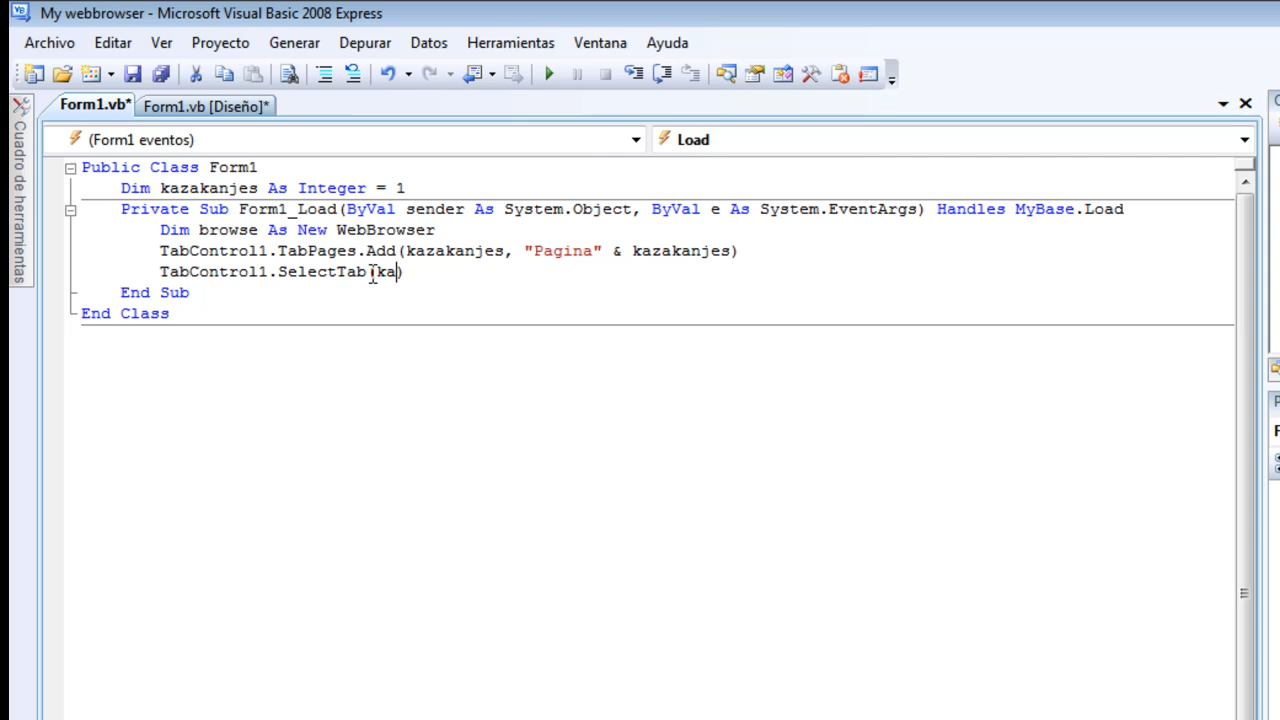 My webbrowser - Microsoft Visual Basic 2008 Express
Archivo Editar Ver Proyecto Generar Depurar Datos Herramientas Ventana Ayuda
Form1.vb* Form1.vb [Diseño]*
(Form1 eventos) Load
Cuadro de herramientas
Public Class Form1
Dim kazakanjes As Integer = 1
Private Sub Form1_Load(ByVal sender As System.Object, ByVal e As System.EventArgs) Handles MyBase.Load
Dim browse As New WebBrowser
TabControl1.TabPages.Add(kazakanjes, "Pagina" & kazakanjes)
TabControl1.SelectTab(ka)
End Sub
End Class